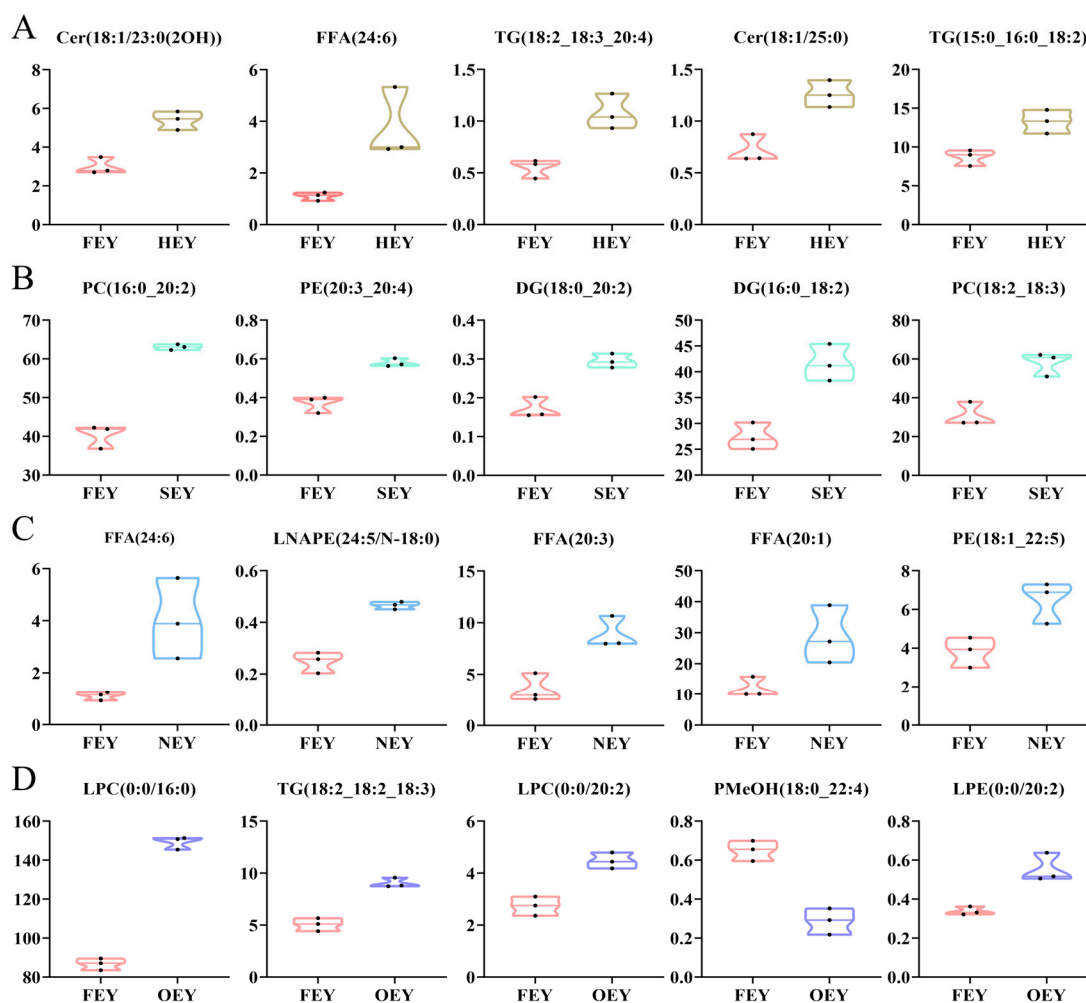 A
Cer(18:1/23:0(2OH)) FFA(24:6) TG(18:2_18:3_20:4) Cer(18:1/25:0) TG(15:0_16:0_18:2)
8 6 1.5 1.5 20
6 4 1.0 1.0 15
4 2 0.5 0.5 10
2 0 0.0 0.0 5
0 0
FEY HEY FEY HEY FEY HEY FEY HEY FEY HEY
B
PC(16:0_20:2) PE(20:3_20:4) DG(18:0_20:2) DG(16:0_18:2) PC(18:2_18:3)
70 0.8 0.4 50 80
60 0.6 0.3 45 60
50 0.4 0.2 40 40
40 0.2 0.1 35 20
30 0.0 0.0 30 0
25
20
FEY SEY FEY SEY FEY SEY FEY SEY FEY SEY
C
FFA(24:6) LNAPE(24:5/N-18:0) FFA(20:3) FFA(20:1) PE(18:1_22:5)
6 0.6 15 50 8
4 0.4 10 40 6
2 0.2 5 30 4
0 0.0 0 20 2
10 0
0
FEY NEY FEY NEY FEY NEY FEY NEY FEY NEY
D
LPC(0:0/16:0) TG(18:2_18:2_18:3) LPC(0:0/20:2) PMeOH(18:0_22:4) LPE(0:0/20:2)
160 15 6 0.8 0.8
140 10 4 0.6 0.6
120 5 2 0.4 0.4
100 0 0 0.2 0.2
80 0.0 0.0
FEY OEY FEY OEY FEY OEY FEY OEY FEY OEY